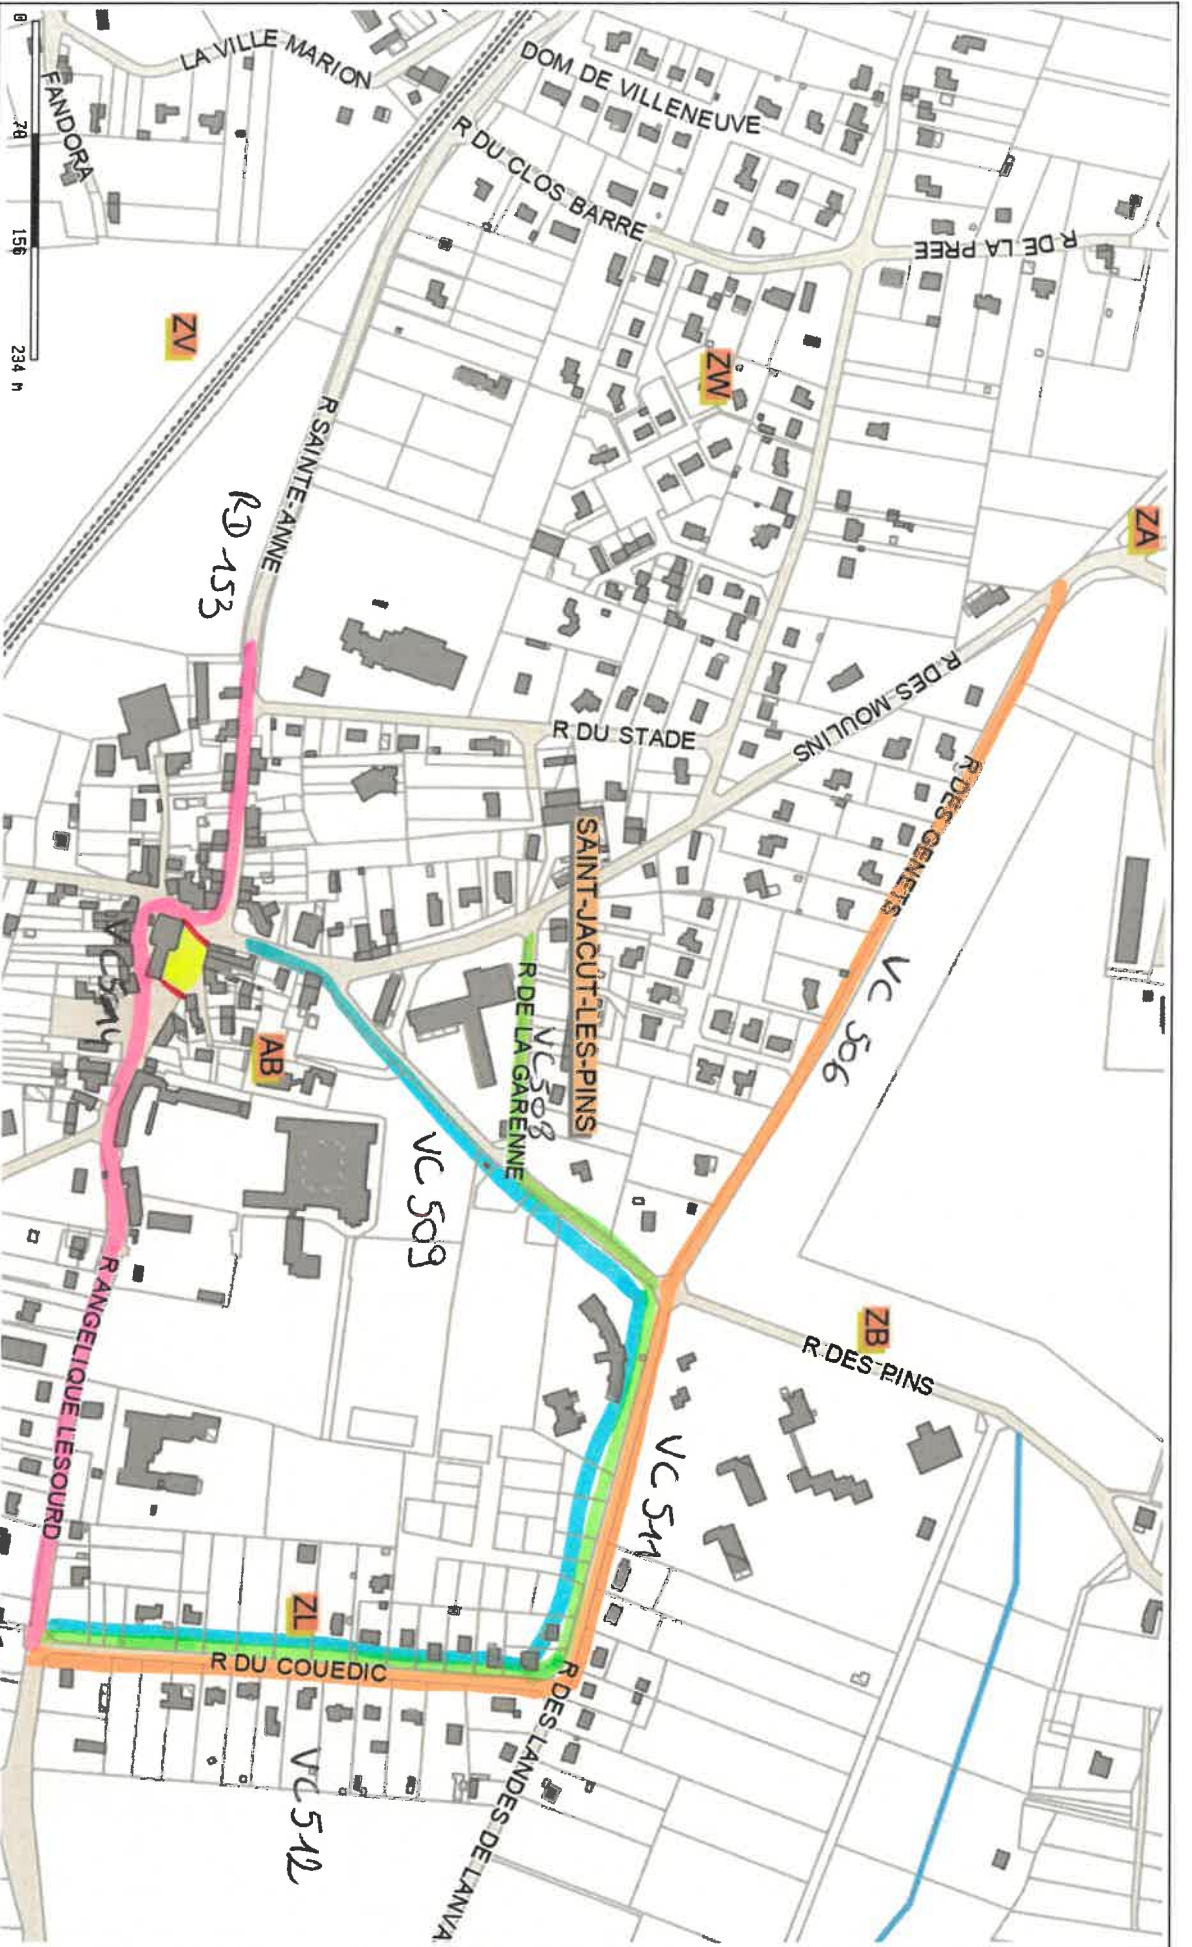 LA VILLE MARION
FANDORA
DOM DE VILLENEUVE
R DU CLOS BARRE
R DE LA PREE
ZV
ZW
ZA
R SAINTE-ANNE
RD 153
R DES MOULINS
R DU STADE
R DES GENETS
VC 506
SAINT-JACUT-LES-PINS
R DE LA GARENNE
VC 508
AB
VC 509
R ANGELIQUE LESOURD
ZB
R DES PINS
VC 511
ZL
R DU COUEDIC
VC 512
R DES LANDES DE LANVA
0 78 156 234 m